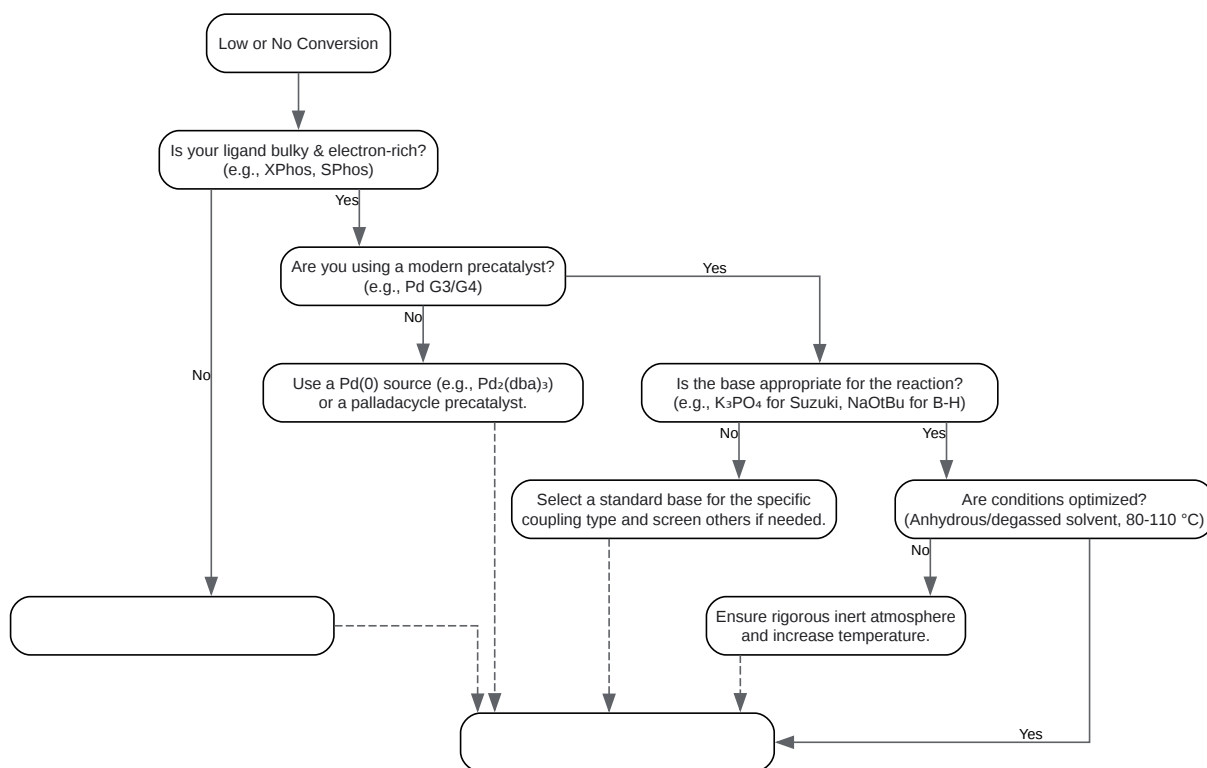 Low or No Conversion
Is your ligand bulky & electron-rich?
(e.g., XPhos, SPhos)
Yes
Are you using a modern precatalyst?
(e.g., Pd G3/G4)
Yes
No
No
Use a Pd(0) source (e.g., Pd₂(dba)₃)
or a palladacycle precatalyst.
Is the base appropriate for the reaction?
(e.g., K₃PO₄ for Suzuki, NaOtBu for B-H)
No
Yes
Select a standard base for the specific
coupling type and screen others if needed.
Are conditions optimized?
(Anhydrous/degassed solvent, 80-110 °C)
No
Ensure rigorous inert atmosphere
and increase temperature.
Yes